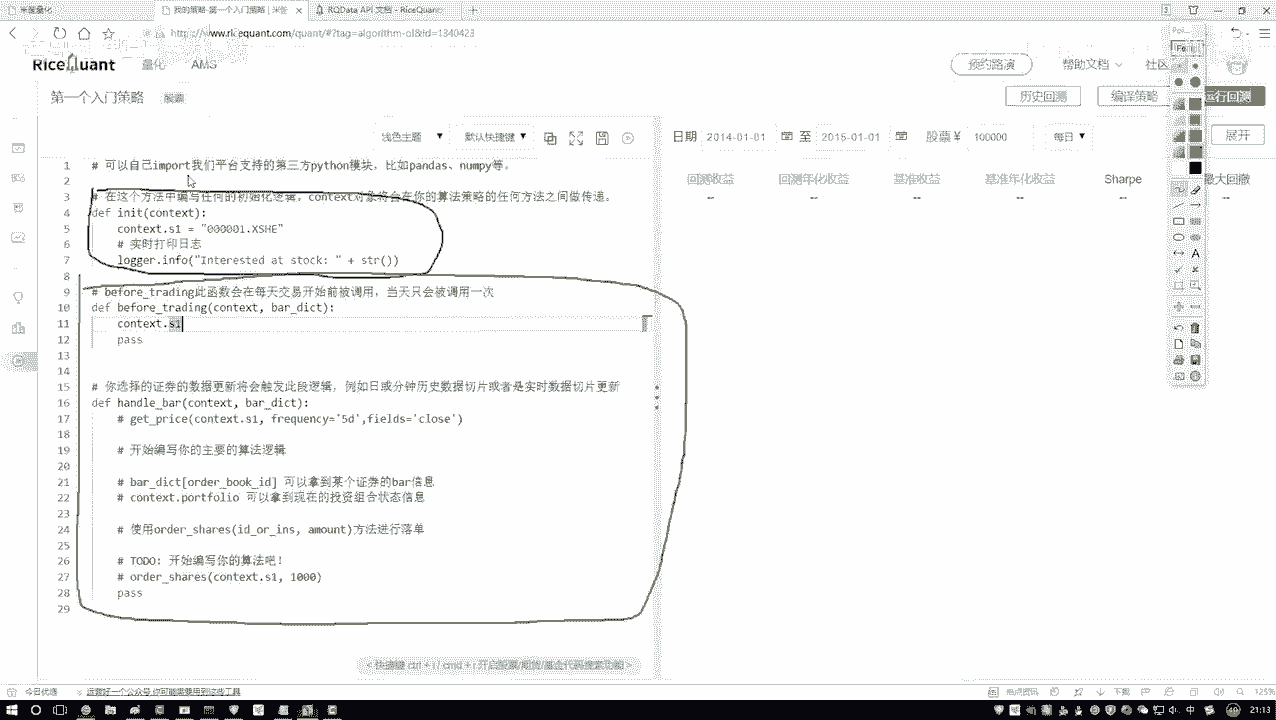 米筐量化
我的策略-第一个入门策略 | 米筐
RQData API 文档 - RiceQuant
https://www.ricequant.com/quant/#?tag=algorithm-ol&id=1340423
RiceQuant 量化 AMS 预约路演 帮助文档 社区
第一个入门策略 编辑 历史回测 编译策略 运行回测
浅色主题 默认快捷键 日期 2014-01-01 至 2015-01-01 股票¥ 100000 每日 展开
回测收益 回测年化收益 基准收益 基准年化收益 Sharpe 最大回撤
-- -- -- -- -- --
1 # 可以自己import我们平台支持的第三方python模块，比如pandas、numpy等。
2
3 # 在这个方法中编写任何的初始化逻辑。context对象将会在你的算法策略的任何方法之间做传递。
4 def init(context):
5 context.s1 = "000001.XSHE"
6 # 实时打印日志
7 logger.info("Interested at stock: " + str())
8
9 # before_trading此函数会在每天交易开始前被调用，当天只会被调用一次
10 def before_trading(context, bar_dict):
11 context.s1
12 pass
13
14
15 # 你选择的证券的数据更新将会触发此段逻辑，例如日或分钟历史数据切片或者是实时数据切片更新
16 def handle_bar(context, bar_dict):
17 # get_price(context.s1, frequency='5d',fields='close')
18
19 # 开始编写你的主要的算法逻辑
20
21 # bar_dict[order_book_id] 可以拿到某个证券的bar信息
22 # context.portfolio 可以拿到现在的投资组合状态信息
23
24 # 使用order_shares(id_or_ins, amount)方法进行落单
25
26 # TODO: 开始编写你的算法吧！
27 # order_shares(context.s1, 1000)
28 pass
29
今日优选 热点资讯 下载 125%
中 21:13